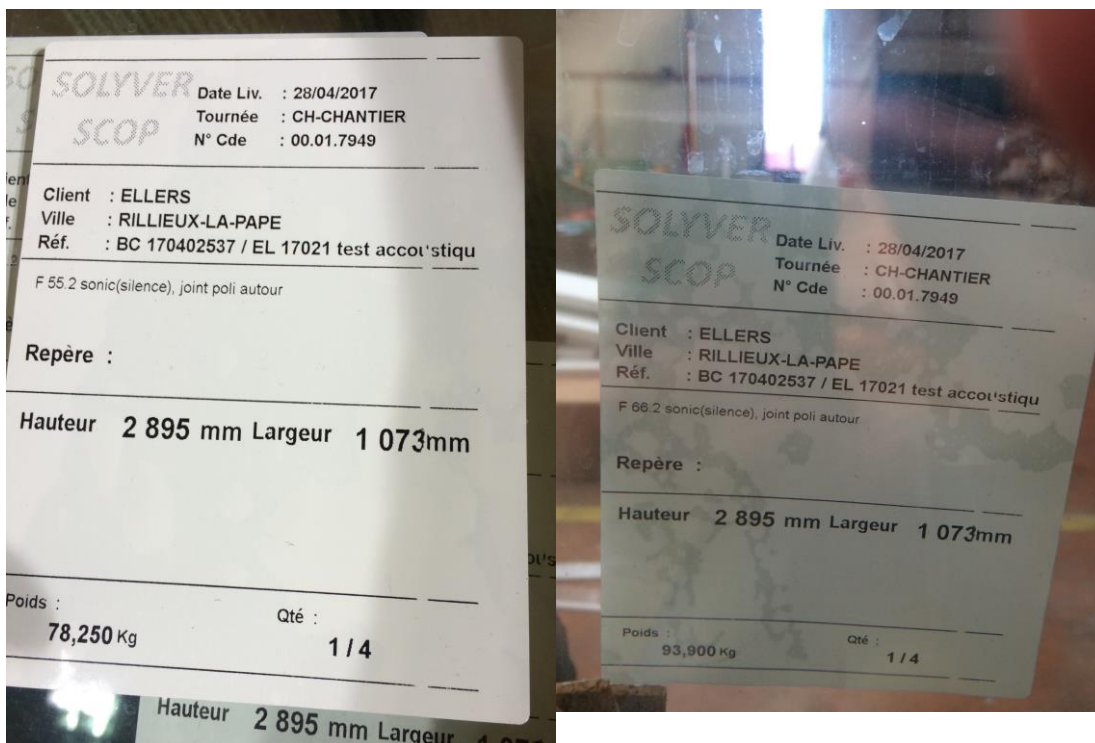 SOLYVER
SCOP
Date Liv. : 28/04/2017
Tournée : CH-CHANTIER
N° Cde : 00.01.7949
Client : ELLERS
Ville : RILLIEUX-LA-PAPE
Réf. : BC 170402537 / EL 17021 test accou'stiqu
F 55.2 sonic(silence), joint poli autour
Repère :
Hauteur 2 895 mm Largeur 1 073mm
Poids : Qté :
78,250 Kg 1 / 4
Hauteur 2 895 mm Largeur
SOLYVER
SCOP
Date Liv. : 28/04/2017
Tournée : CH-CHANTIER
N° Cde : 00.01.7949
Client : ELLERS
Ville : RILLIEUX-LA-PAPE
Réf. : BC 170402537 / EL 17021 test accou'stiqu
F 66.2 sonic(silence), joint poli autour
Repère :
Hauteur 2 895 mm Largeur 1 073mm
Poids : Qté :
93,900 Kg 1 / 4